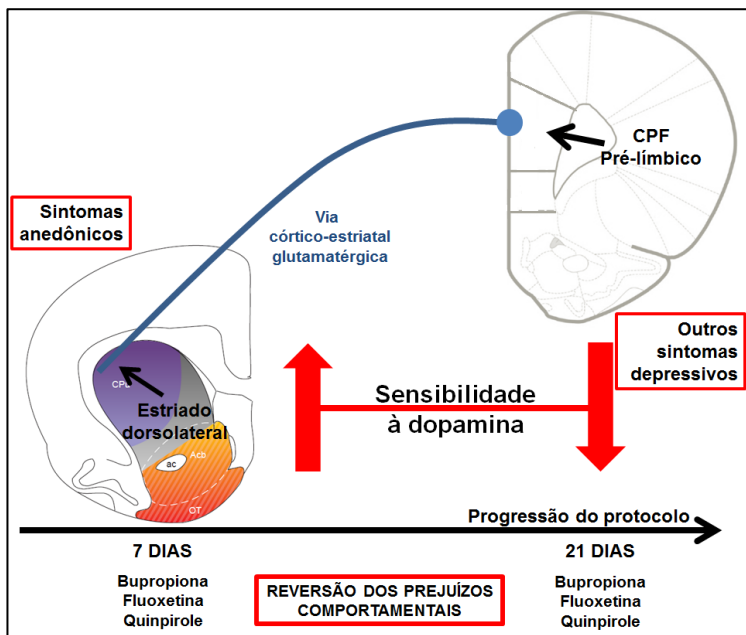 CPF
Pré-límbico
Sintomas
anedônicos
Via
córtico-estriatal
glutamatérgica
Outros
sintomas
depressivos
CPu
Estriado
dorsolateral
Acb
ac
OT
Sensibilidade
à dopamina
Progressão do protocolo
7 DIAS
21 DIAS
Bupropiona
Fluoxetina
Quinpirole
REVERSÃO DOS PREJUÍZOS
COMPORTAMENTAIS
Bupropiona
Fluoxetina
Quinpirole